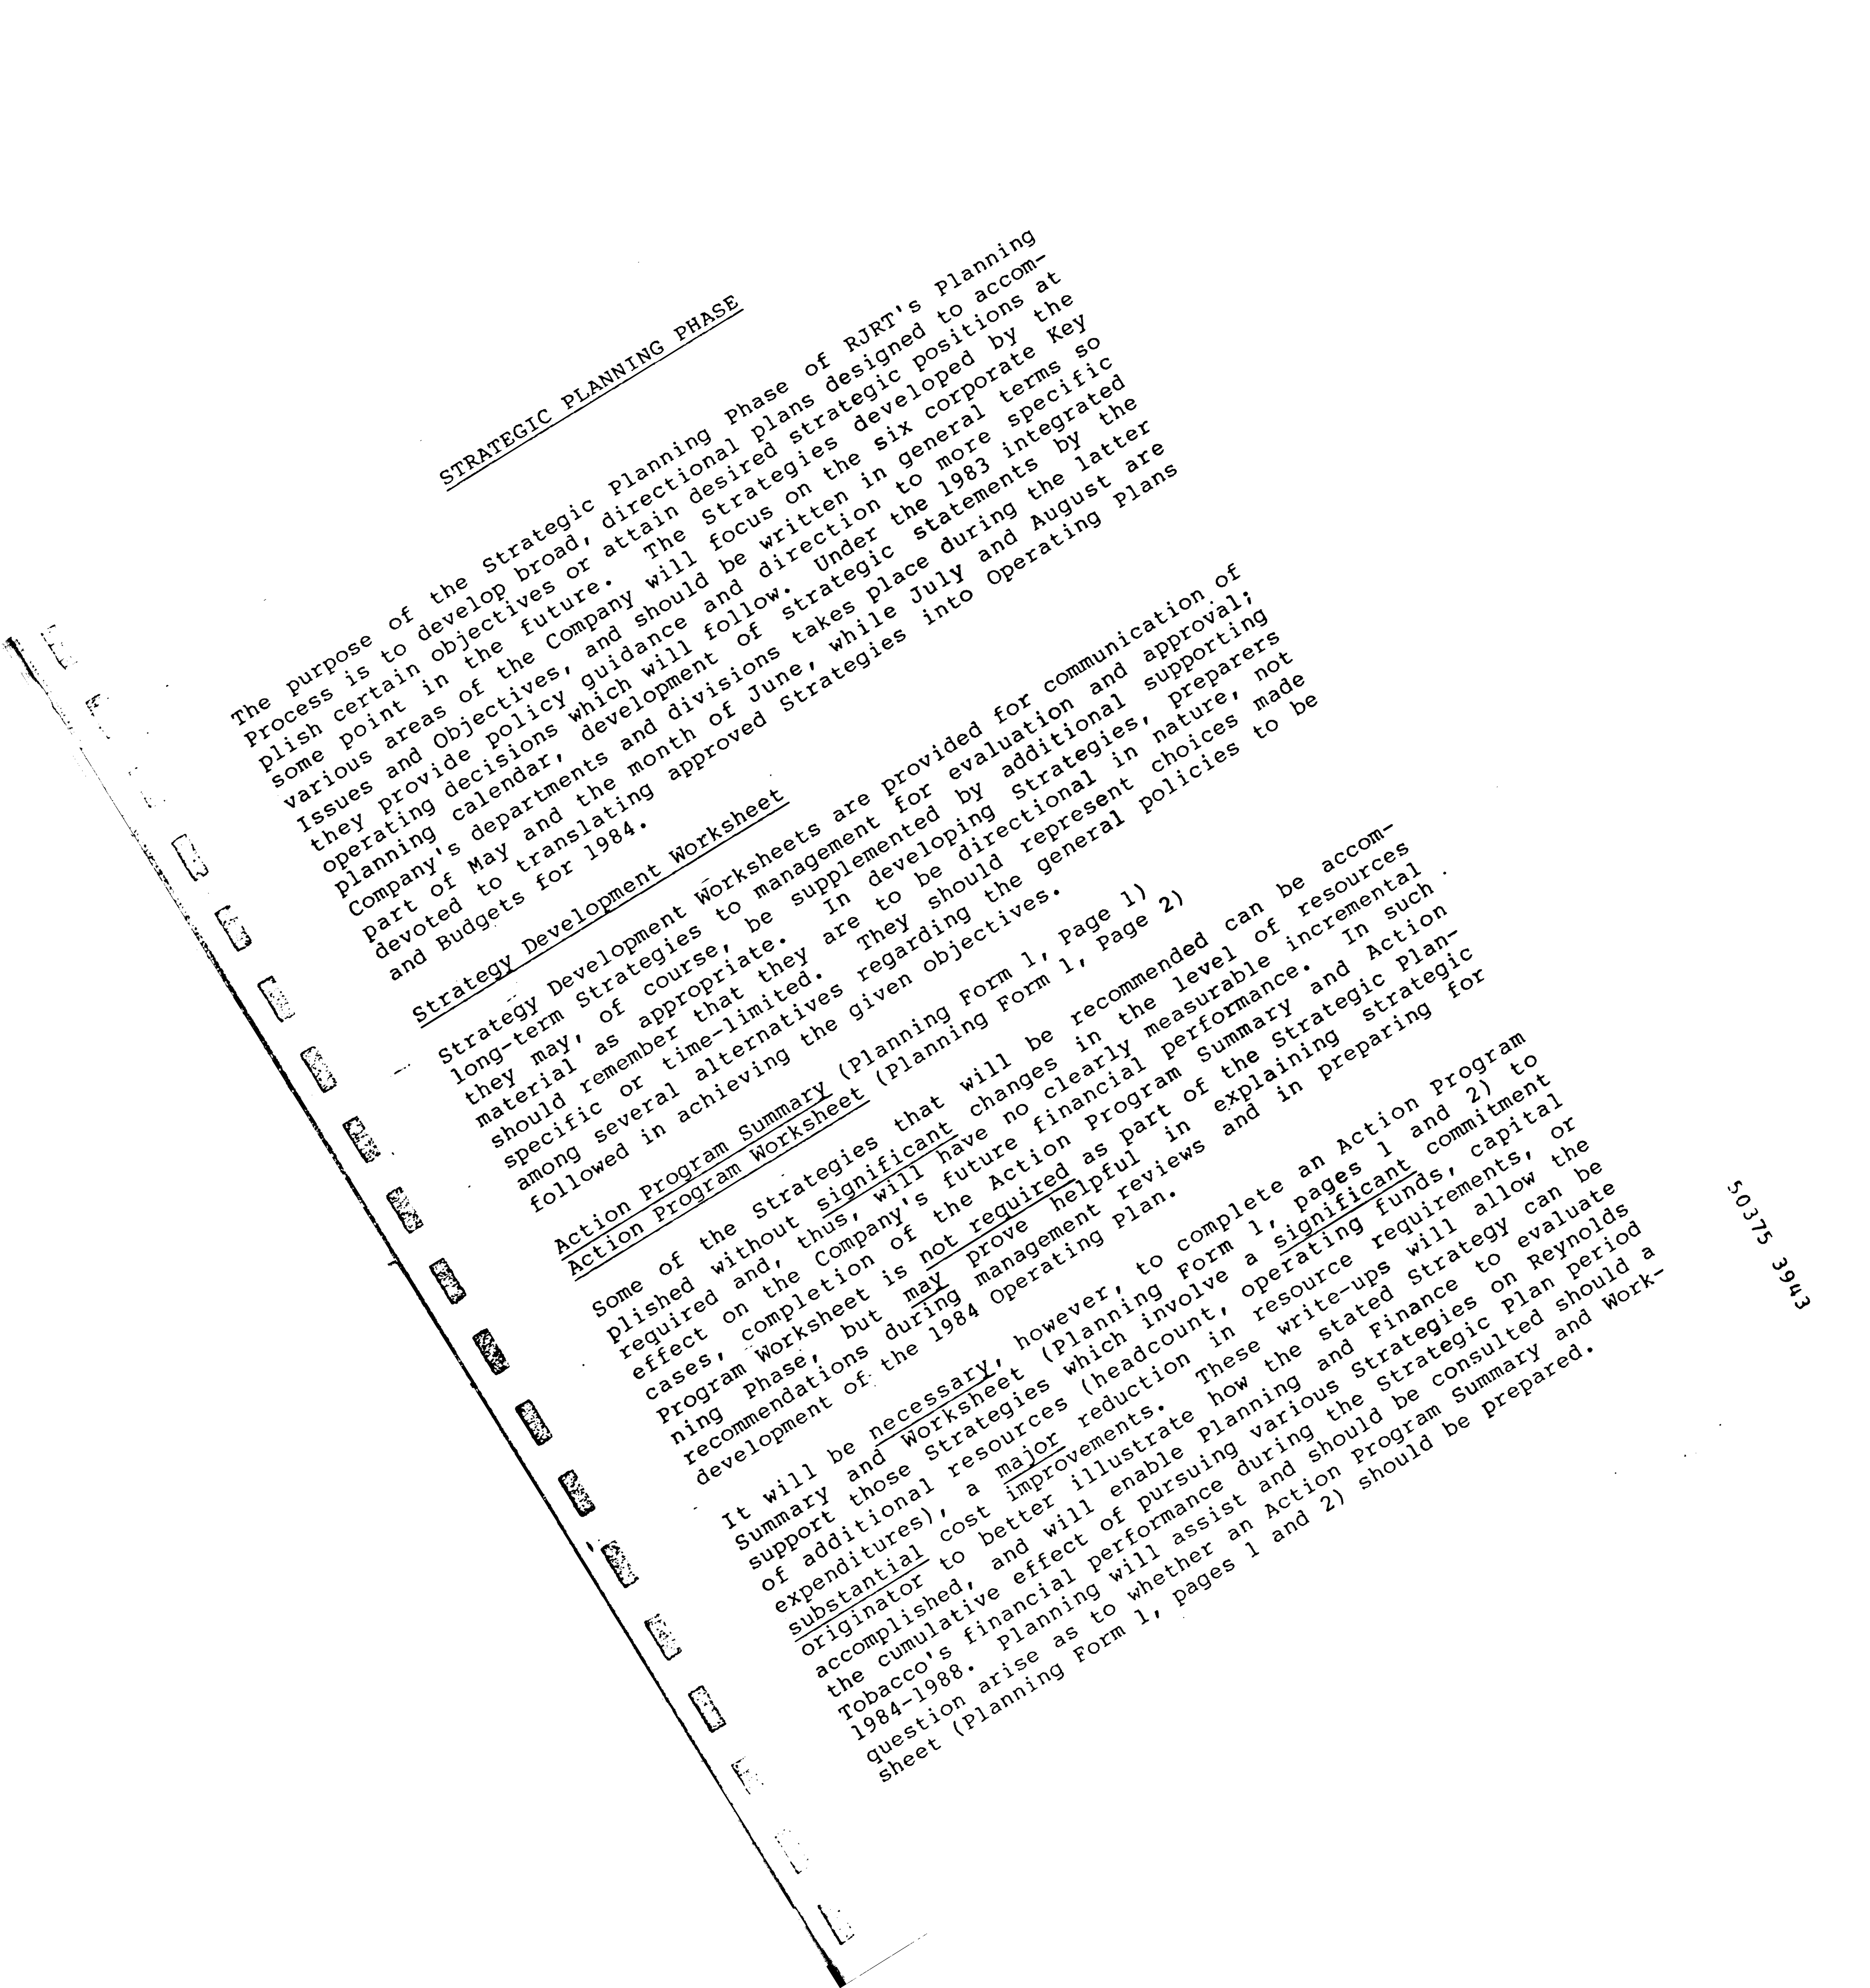 STRATEGIC PLANNING PHASE
The purpose of the Strategic Planning Phase of RJRT's Planning
Process is to develop broad, directional plans designed to accom-
plish certain objectives or attain desired strategic positions at
some point in the future. The Strategies developed by the
various areas of the Company will focus on the six corporate Key
Issues and Objectives, and should be written in general terms so
they provide policy guidance and direction to more specific
operating decisions which will follow. Under the 1983 integrated
planning calendar, development of strategic statements by the
Company's departments and divisions takes place during the latter
part of May and the month of June, while July and August are
devoted to translating approved Strategies into Operating Plans
and Budgets for 1984.
Strategy Development Worksheet
Strategy Development Worksheets are provided for communication of
long-term Strategies to management for evaluation and approval;
they may, of course, be supplemented by additional supporting
material as appropriate. In developing Strategies, preparers
should remember that they are to be directional in nature, not
specific or time-limited. They should represent choices made
among several alternatives regarding the general policies to be
followed in achieving the given objectives.
Action Program Summary (Planning Form 1, Page 1)
Action Program Worksheet (Planning Form 1, Page 2)
Some of the Strategies that will be recommended can be accom-
plished without significant changes in the level of resources
required and, thus, will have no clearly measurable incremental
effect on the Company's future financial performance. In such
cases, completion of the Action Program Summary and Action
Program Worksheet is not required as part of the Strategic Plan-
ning Phase, but may prove helpful in explaining strategic
recommendations during management reviews and in preparing for
development of the 1984 Operating Plan.
It will be necessary, however, to complete an Action Program
Summary and Worksheet (Planning Form 1, pages 1 and 2) to
support those Strategies which involve a significant commitment
of additional resources (headcount, operating funds, capital
expenditures), a major reduction in resource requirements, or
substantial cost improvements. These write-ups will allow the
originator to better illustrate how the stated Strategy can be
accomplished, and will enable Planning and Finance to evaluate
the cumulative effect of pursuing various Strategies on Reynolds
Tobacco's financial performance during the Strategic Plan period
1984-1988. Planning will assist and should be consulted should a
question arise as to whether an Action Program Summary and Work-
sheet (Planning Form 1, pages 1 and 2) should be prepared.
50375 3943